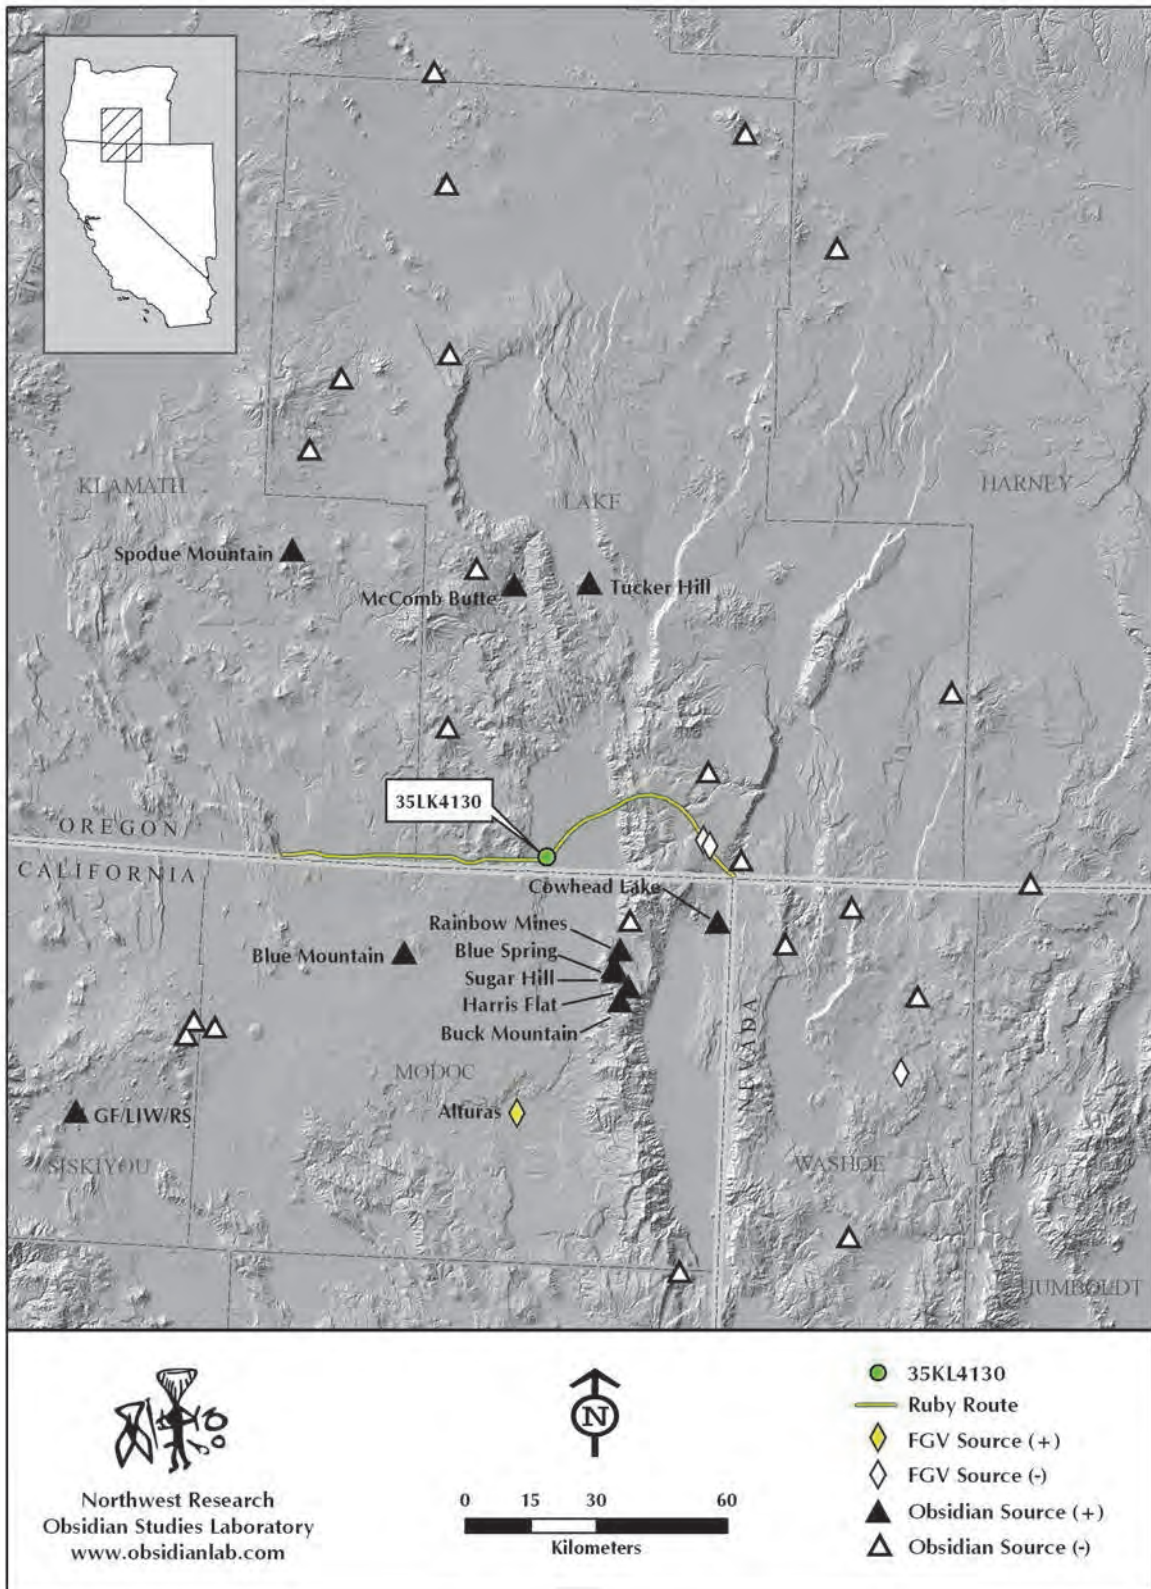 KLAMATH
LAKE
HARNEY
Spodue Mountain
McComb Butte
Tucker Hill
35LK4130
OREGON
CALIFORNIA
Cowhead Lake
Rainbow Mines
Blue Spring
Blue Mountain
Sugar Hill
Harris Flat
Buck Mountain
NEVADA
MODOC
Alturas
GF/LIW/RS
SISKIYOU
WASHOE
HUMBOLDT
N
Northwest Research
Obsidian Studies Laboratory
www.obsidianlab.com
0 15 30 60
Kilometers
35KL4130
Ruby Route
FGV Source (+)
FGV Source (-)
Obsidian Source (+)
Obsidian Source (-)